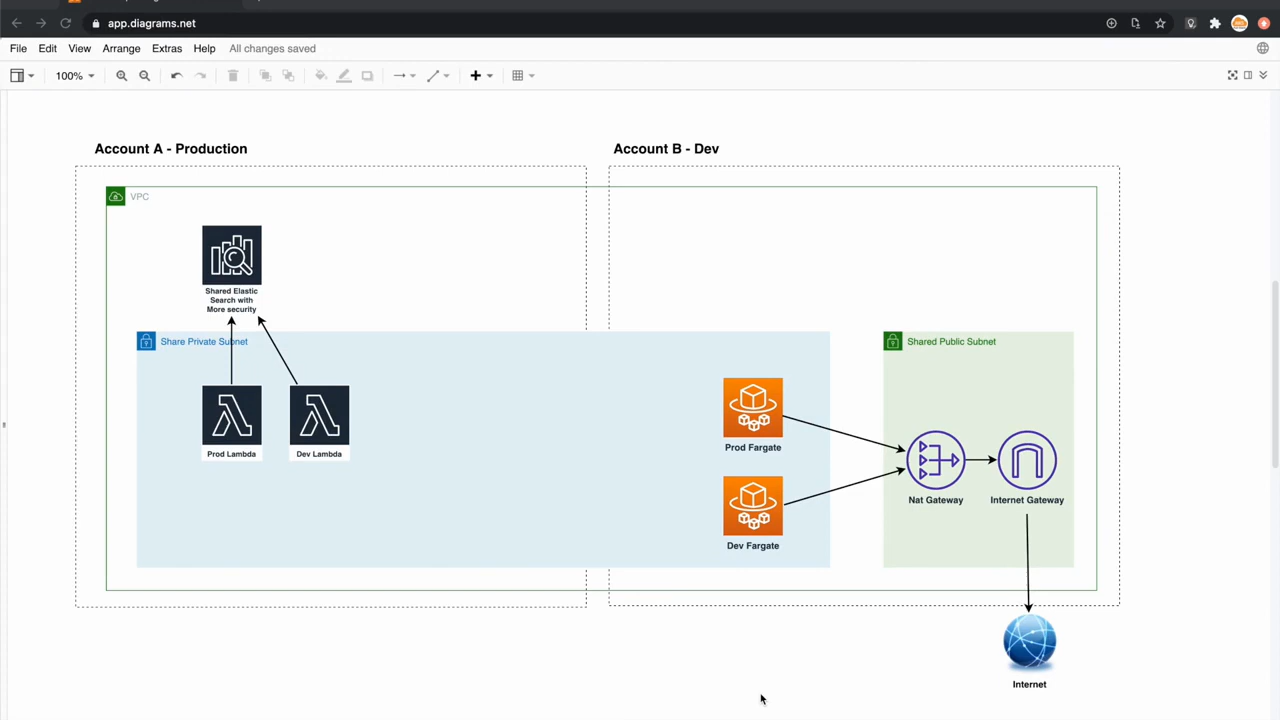 app.diagrams.net
File Edit View Arrange Extras Help All changes saved
100%
Account A - Production
Account B - Dev
VPC
Shared Elastic
Search with
More security
Share Private Subnet
Shared Public Subnet
Prod Lambda
Dev Lambda
Prod Fargate
Dev Fargate
Nat Gateway
Internet Gateway
Internet